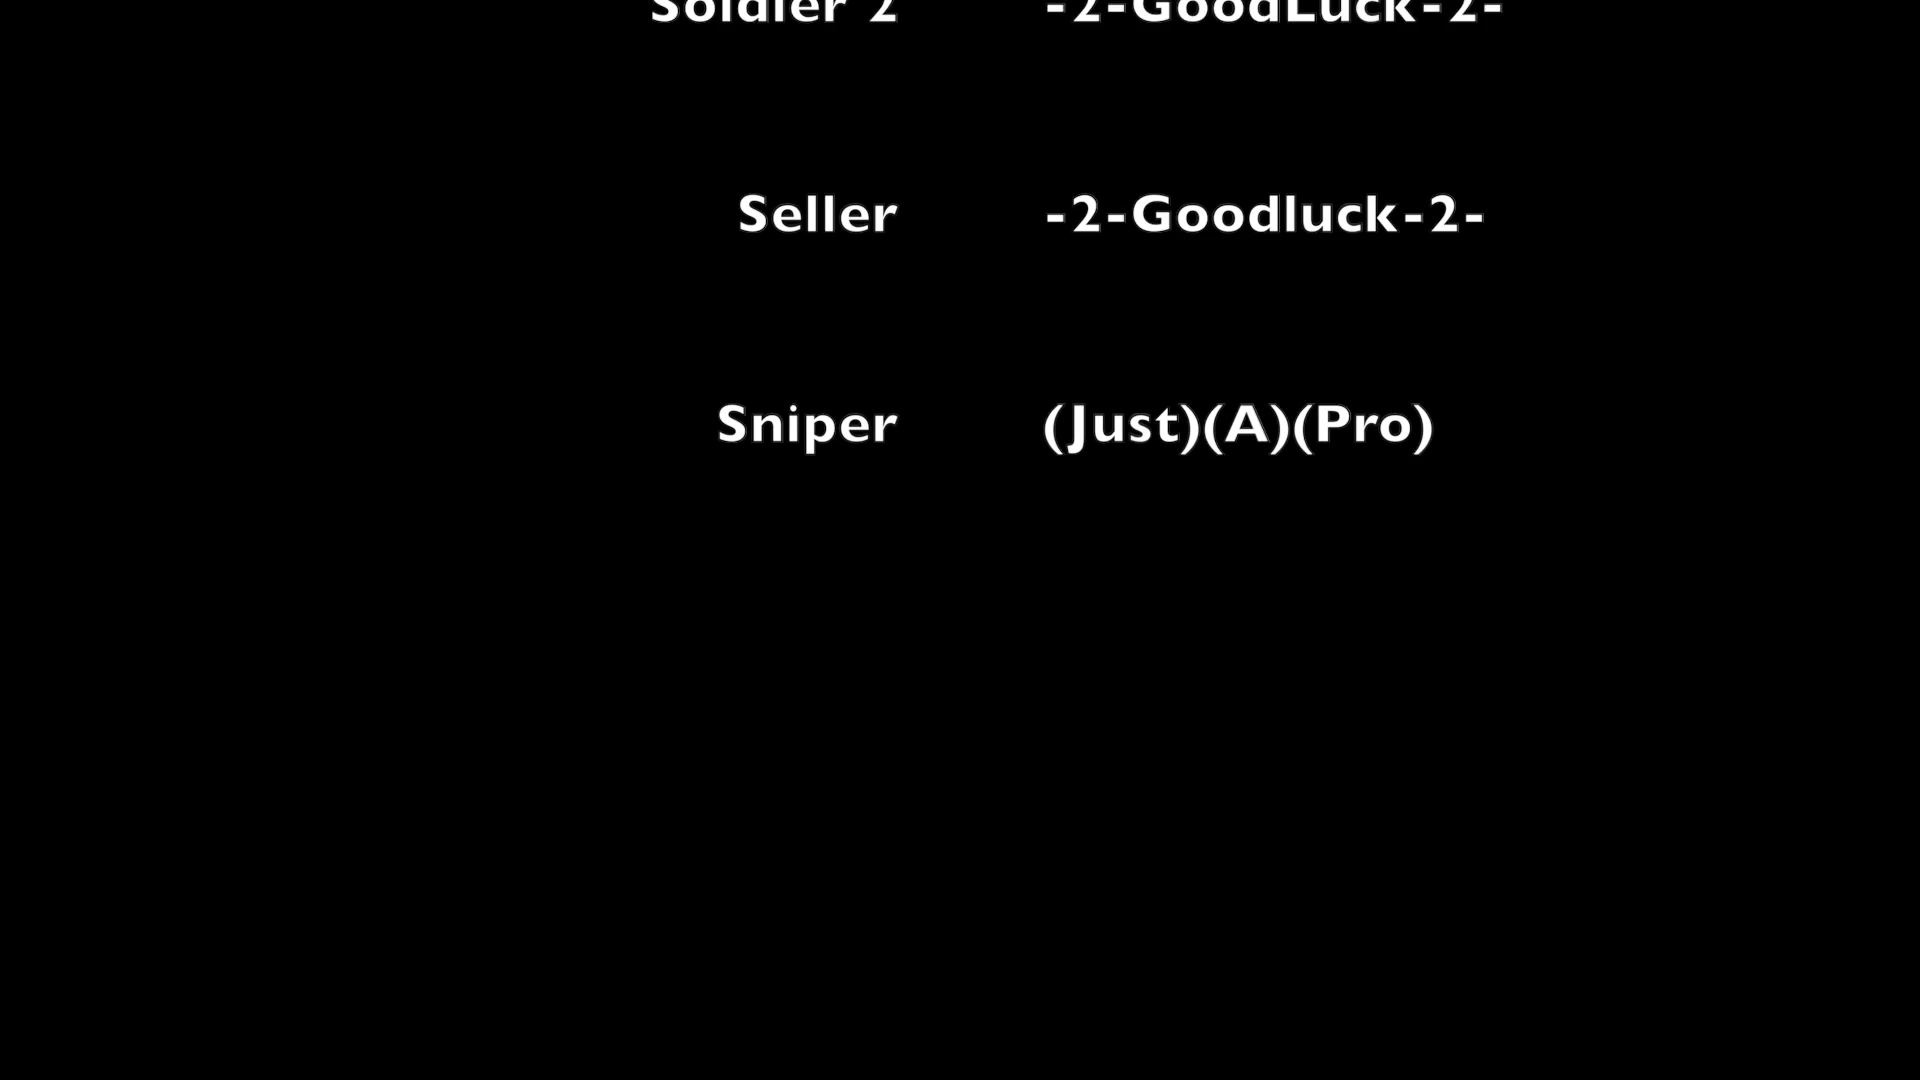 Soldier 2 -2-GoodLuck-2-
Seller -2-Goodluck-2-
Sniper (Just)(A)(Pro)